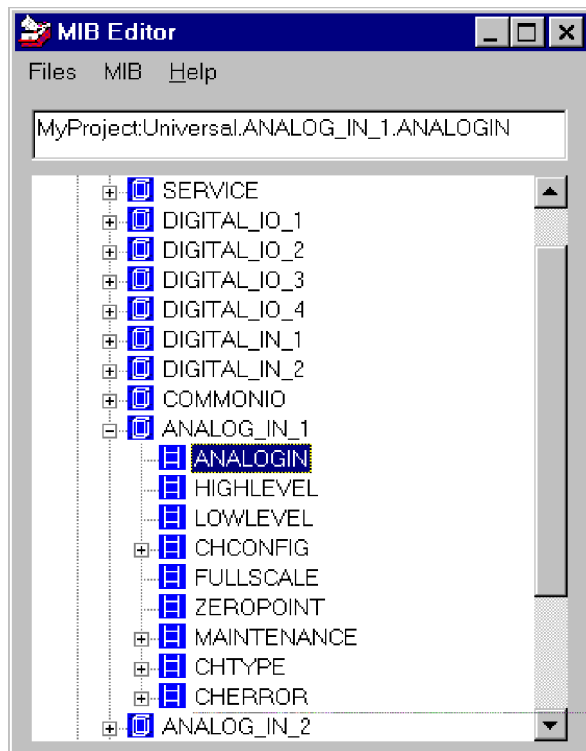 MIB Editor
Files MIB Help
MyProject:Universal.ANALOG_IN_1.ANALOGIN
SERVICE
DIGITAL_IO_1
DIGITAL_IO_2
DIGITAL_IO_3
DIGITAL_IO_4
DIGITAL_IN_1
DIGITAL_IN_2
COMMONIO
ANALOG_IN_1
ANALOGIN
HIGHLEVEL
LOWLEVEL
CHCONFIG
FULLSCALE
ZEROPOINT
MAINTENANCE
CHTYPE
CHERROR
ANALOG_IN_2